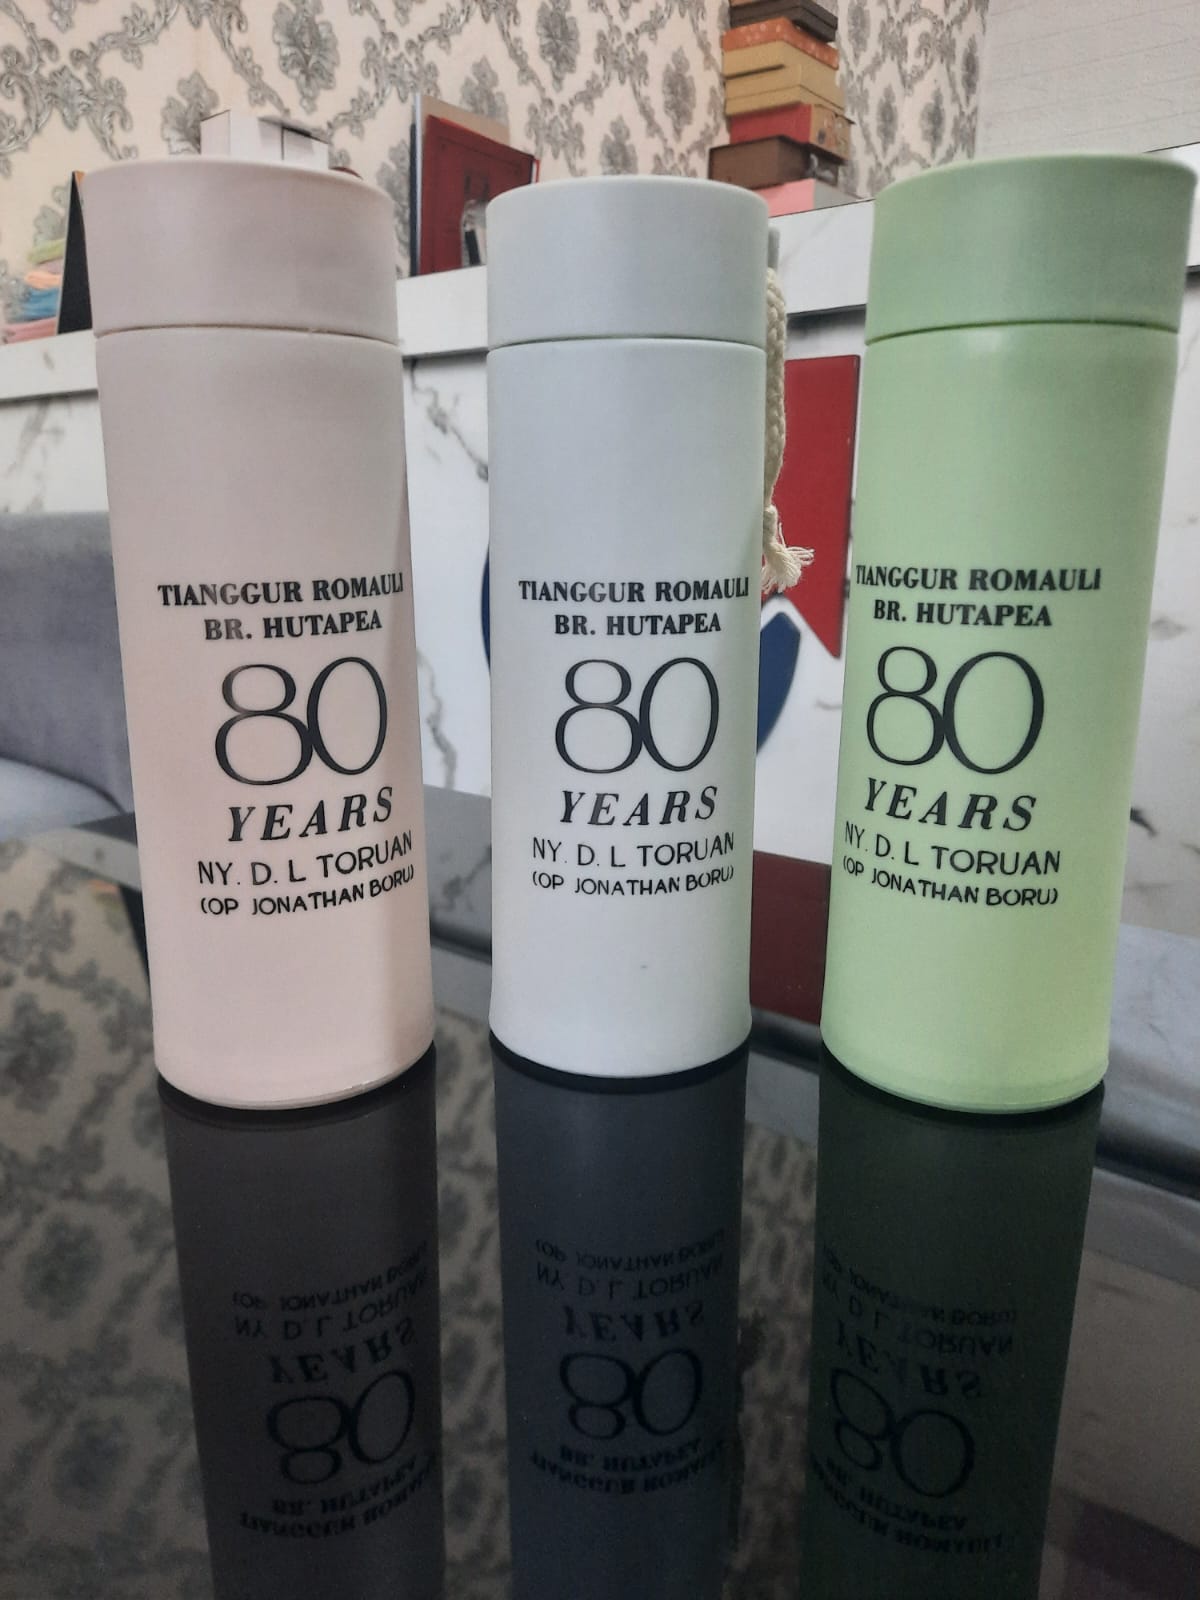 TIANGGUR ROMAULI
BR. HUTAPEA
80
YEARS
NY. D. L TORUAN
(OP JONATHAN BORU)
TIANGGUR ROMAULI
BR. HUTAPEA
80
YEARS
NY. D. L TORUAN
(OP JONATHAN BORU)
TIANGGUR ROMAULI
BR. HUTAPEA
80
YEARS
NY. D. L TORUAN
(OP JONATHAN BORU)